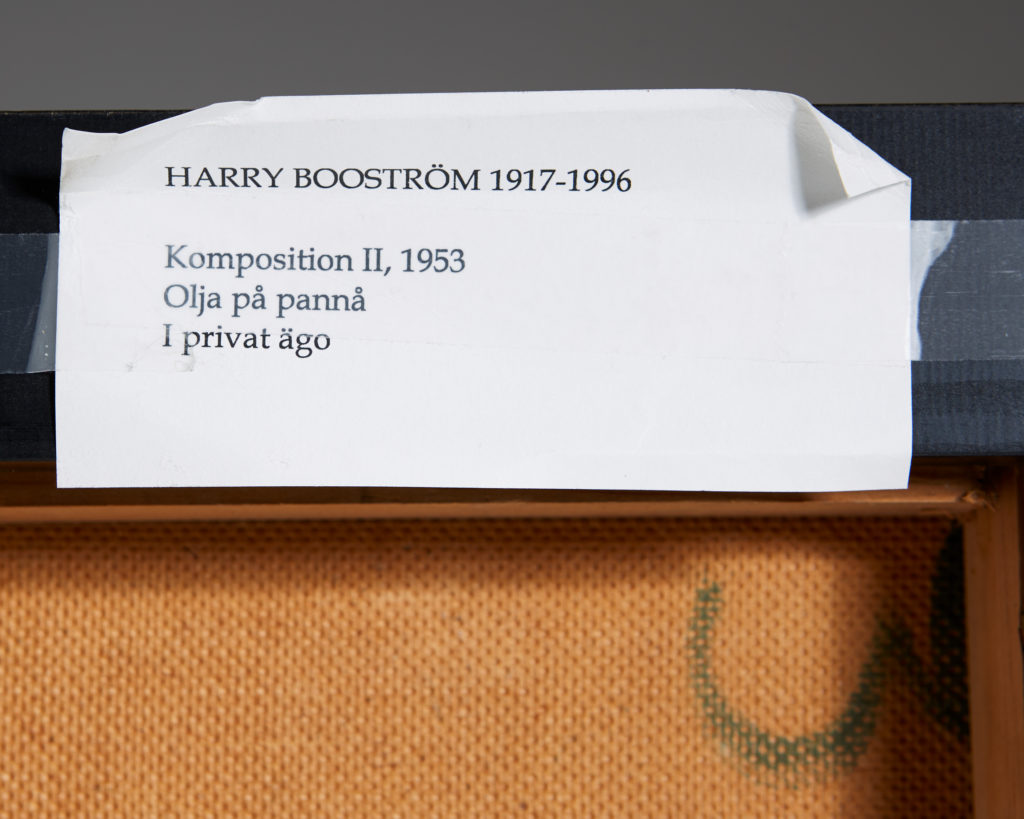 HARRY BOOSTRÖM 1917-1996
Komposition II, 1953
Olja på pannå
I privat ägo